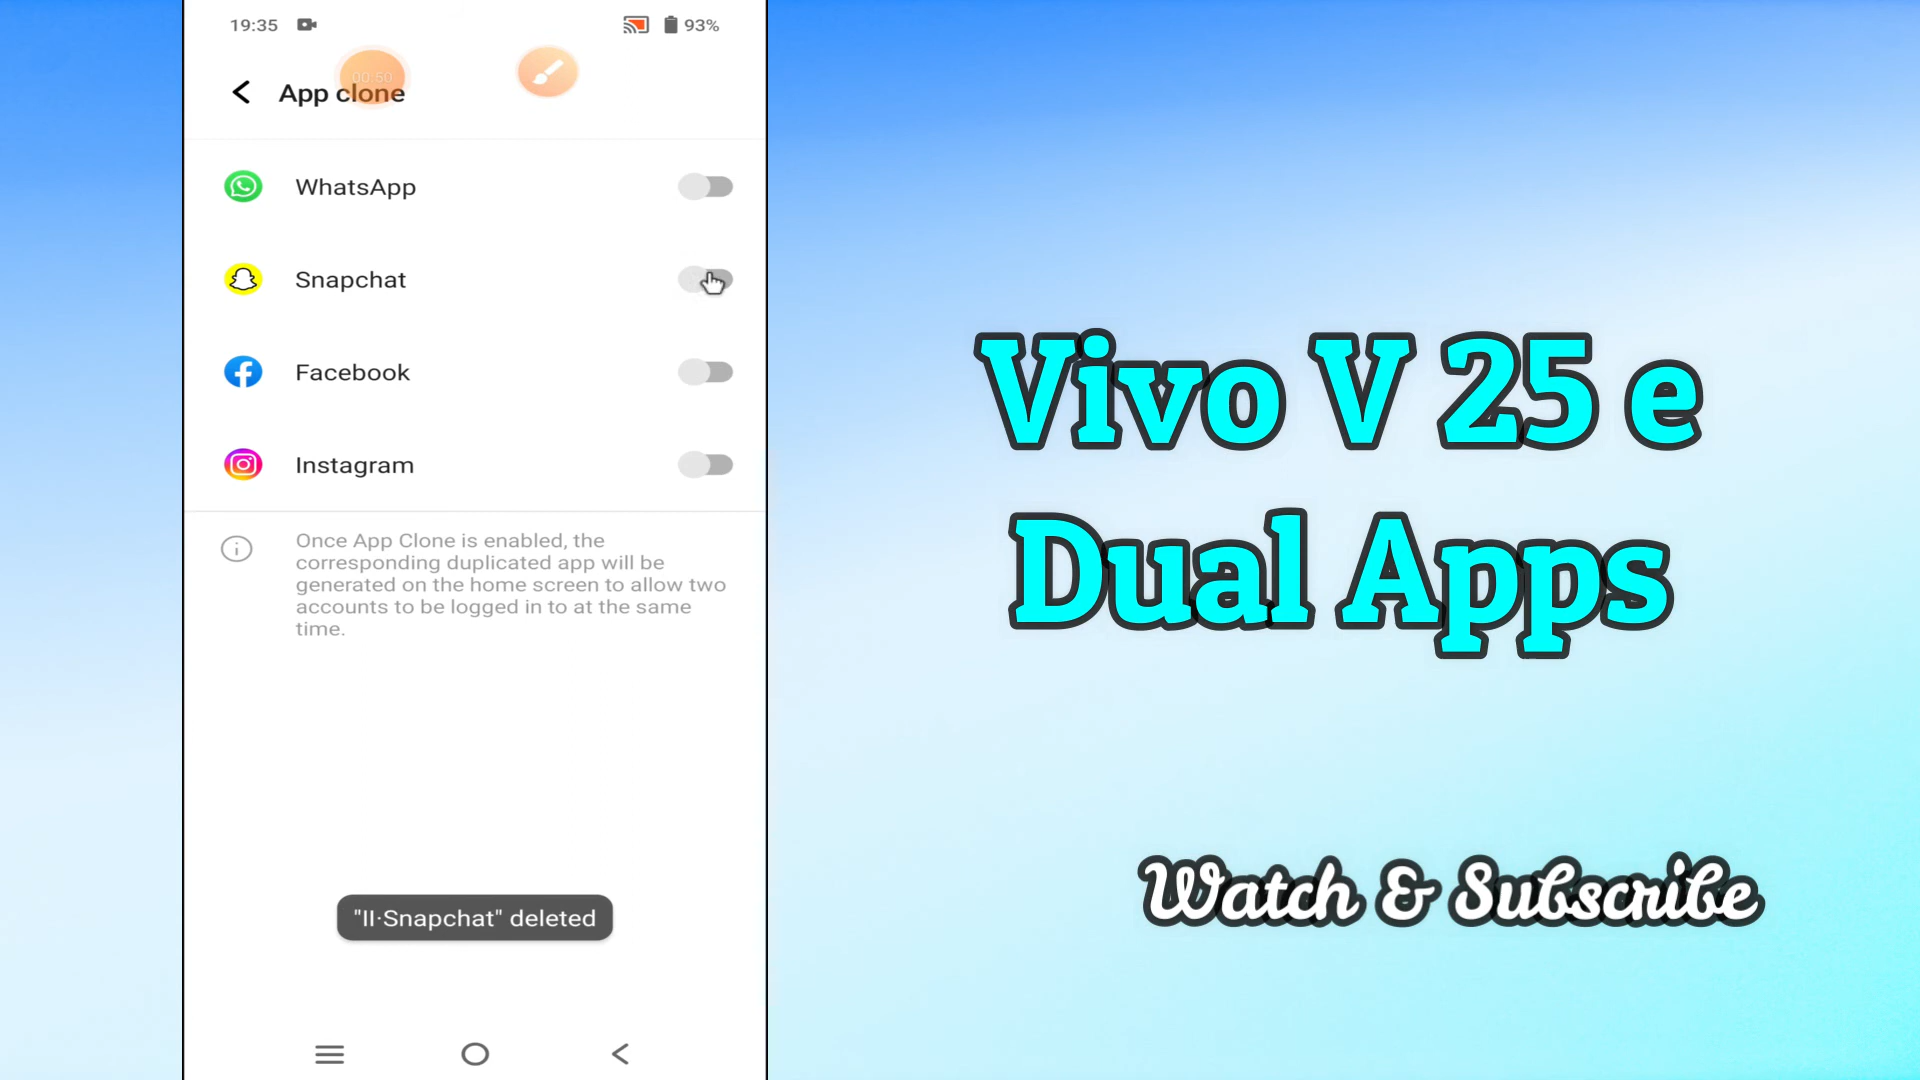 19:35
93%
00:50
App clone
WhatsApp
Snapchat
Facebook
Instagram
Once App Clone is enabled, the
corresponding duplicated app will be
generated on the home screen to allow two
accounts to be logged in to at the same
time.
"II·Snapchat" deleted
Vivo V 25 e
Dual Apps
Watch & Subscribe